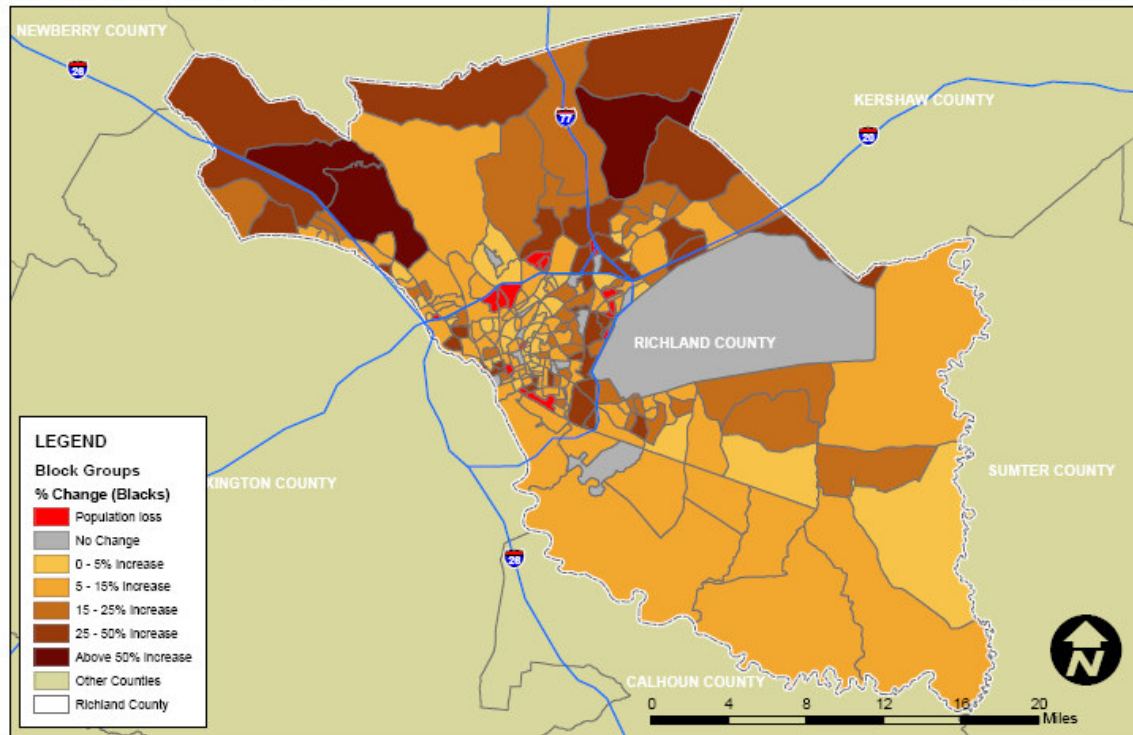 NEWBERRY COUNTY
26
KERSHAW COUNTY
77
20
RICHLAND COUNTY
LEGEND
Block Groups
% Change (Blacks)
Population loss
No Change
0 - 5% Increase
5 - 15% Increase
15 - 25% Increase
25 - 50% Increase
Above 50% Increase
Other Counties
Richland County
XINGTON COUNTY
SUMTER COUNTY
26
N
CALHOUN COUNTY
0 4 8 12 16 20
Miles